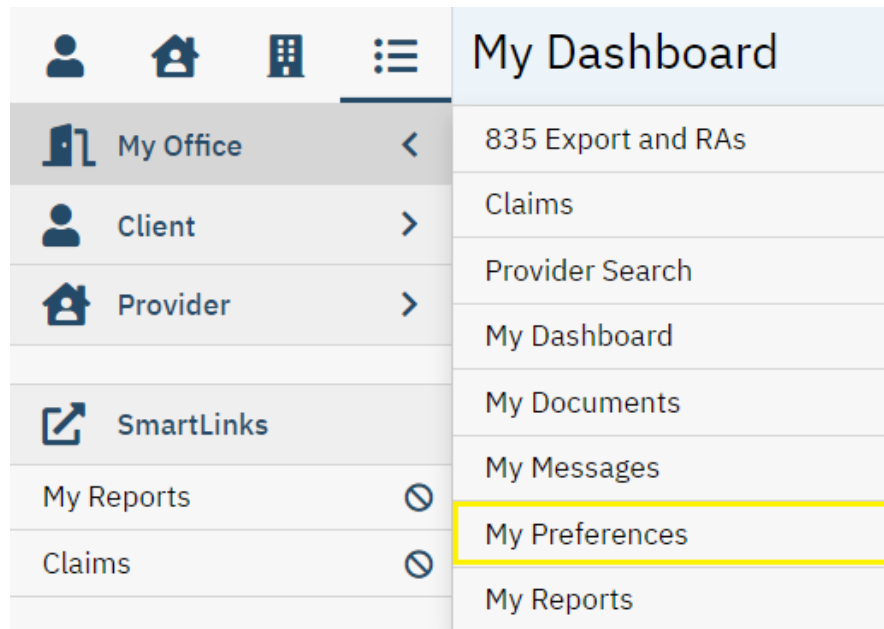 My Office
Client
Provider
SmartLinks
My Reports
Claims
My Dashboard
835 Export and RAs
Claims
Provider Search
My Dashboard
My Documents
My Messages
My Preferences
My Reports